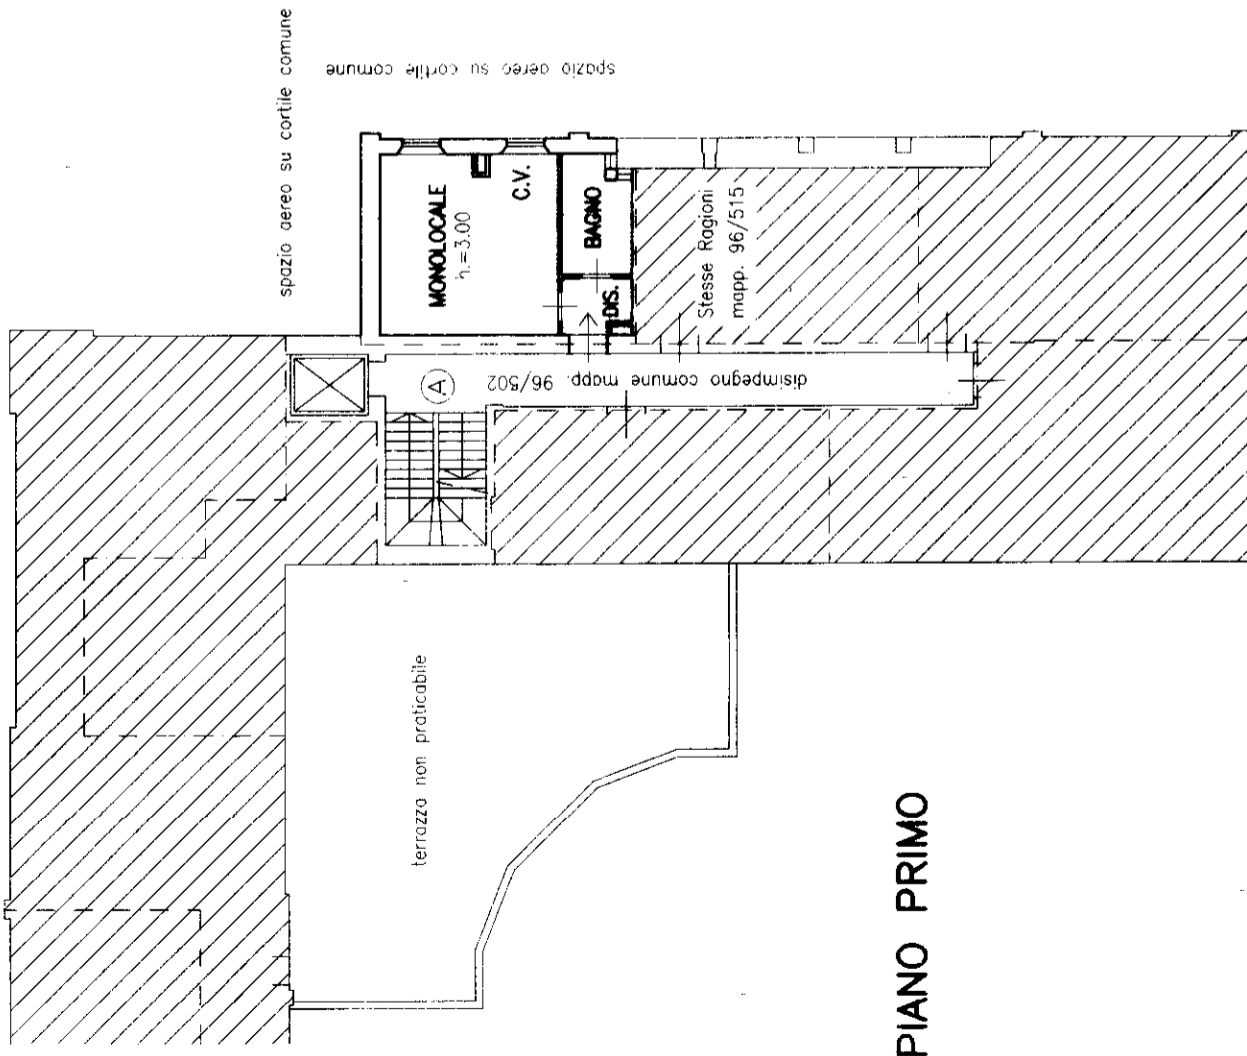 spazio aereo su cortile comune
spazio aereo su cortile comune
MONOLOCALE
h.=3.00
C.V.
BAGNO
DIS.
Stesse Ragioni
mapp. 96/515
A
disimpegno comune mapp. 96/502
terrazza non praticabile
PIANO PRIMO